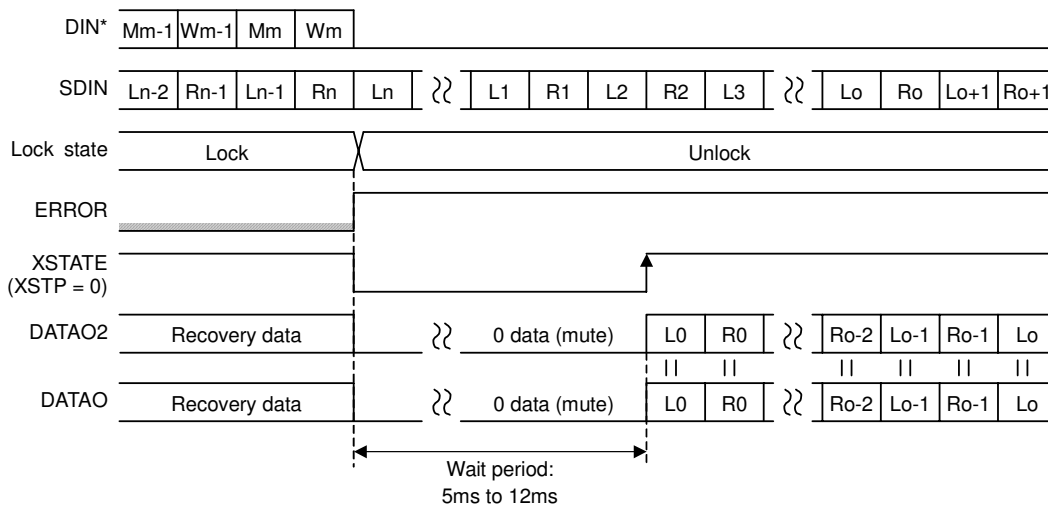 DIN* Mm-1 Wm-1 Mm Wm
SDIN Ln-2 Rn-1 Ln-1 Rn Ln L1 R1 L2 R2 L3 Lo Ro Lo+1 Ro+1
Lock state Lock Unlock
ERROR
XSTATE
(XSTP = 0)
DATAO2 Recovery data 0 data (mute) L0 R0 Ro-2 Lo-1 Ro-1 Lo
DATAO Recovery data 0 data (mute) L0 R0 Ro-2 Lo-1 Ro-1 Lo
Wait period:
5ms to 12ms